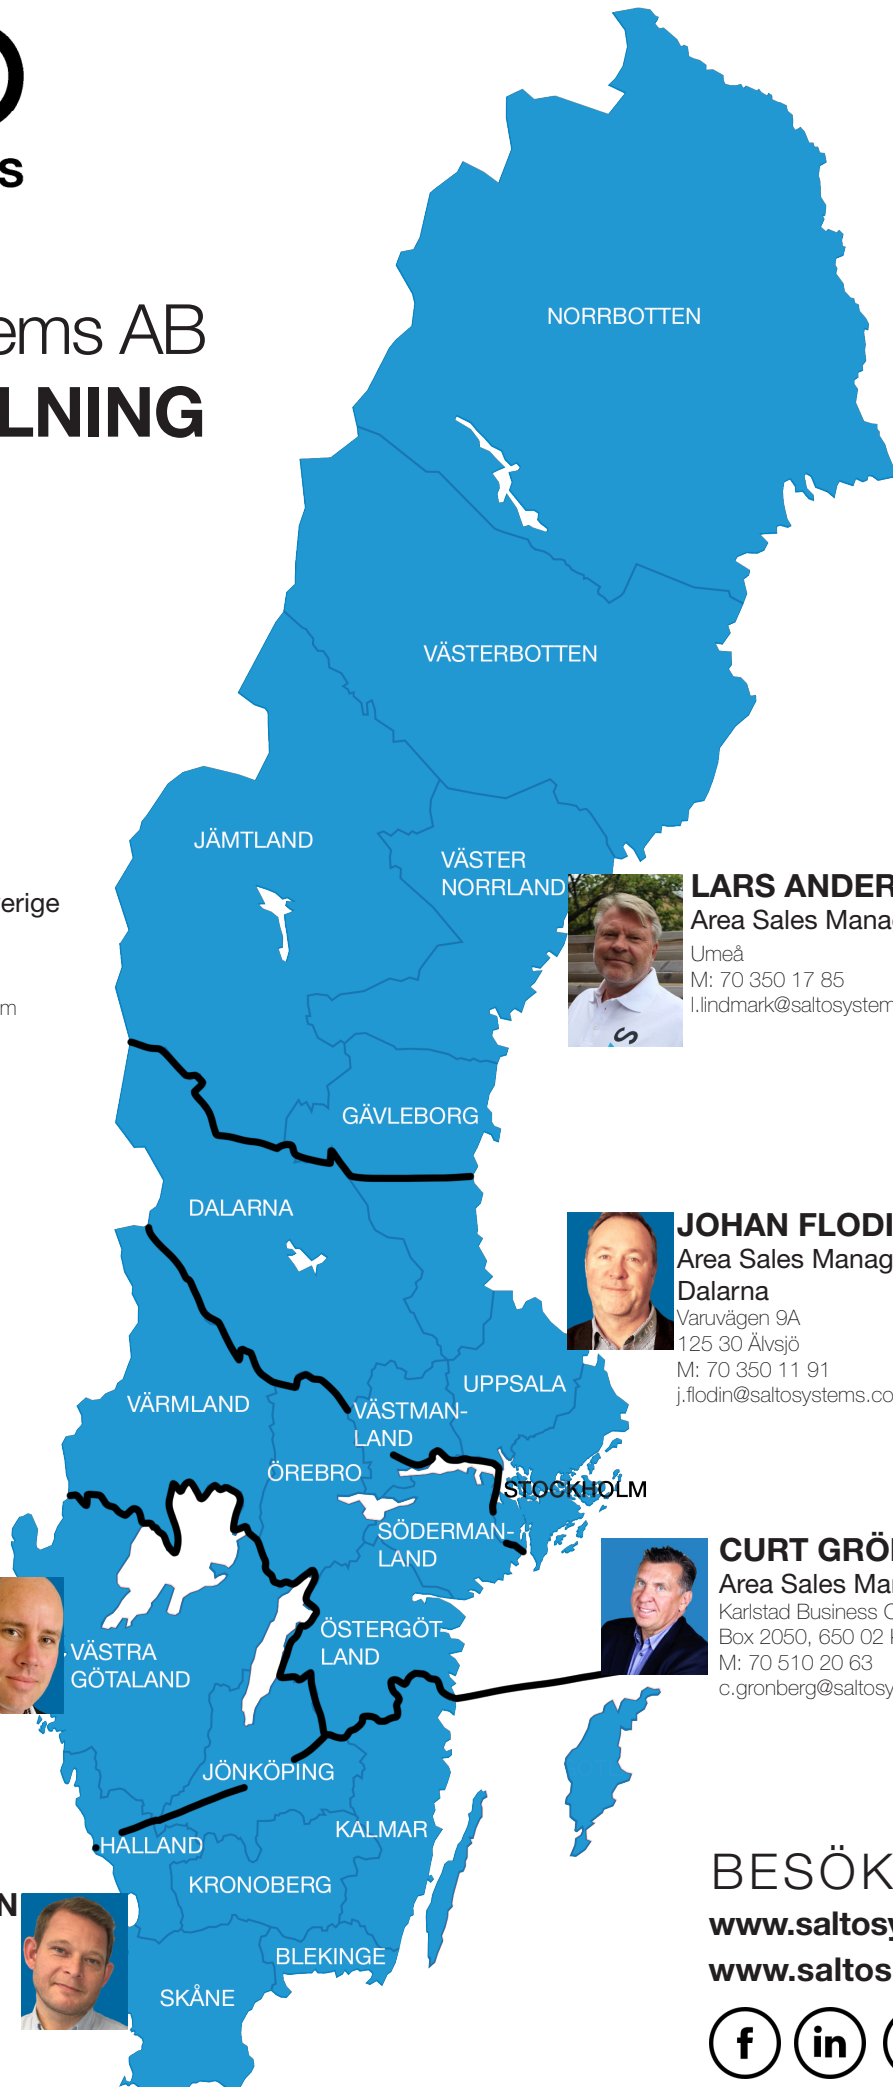 s
ems AB
LNING
NORRBOTTEN
VÄSTERBOTTEN
JÄMTLAND
VÄSTER
NORRLAND
erige
m
LARS ANDER
Area Sales Mana
Umeå
M: 70 350 17 85
l.lindmark@saltosystem
GÄVLEBORG
DALARNA
JOHAN FLODI
Area Sales Manag
Dalarna
Varuvägen 9A
125 30 Älvsjö
M: 70 350 11 91
j.flodin@saltosystems.co
UPPSALA
VÄRMLAND
VÄSTMAN-
LAND
ÖREBRO
STOCKHOLM
SÖDERMAN-
LAND
CURT GRÖ
Area Sales Ma
Karlstad Business C
Box 2050, 650 02
M: 70 510 20 63
c.gronberg@saltosy
ÖSTERGÖT-
LAND
VÄSTRA
GÖTALAND
JÖNKÖPING
KALMAR
HALLAND
KRONOBERG
N
BLEKINGE
SKÅNE
BESÖK
www.saltosy
www.saltos
f in